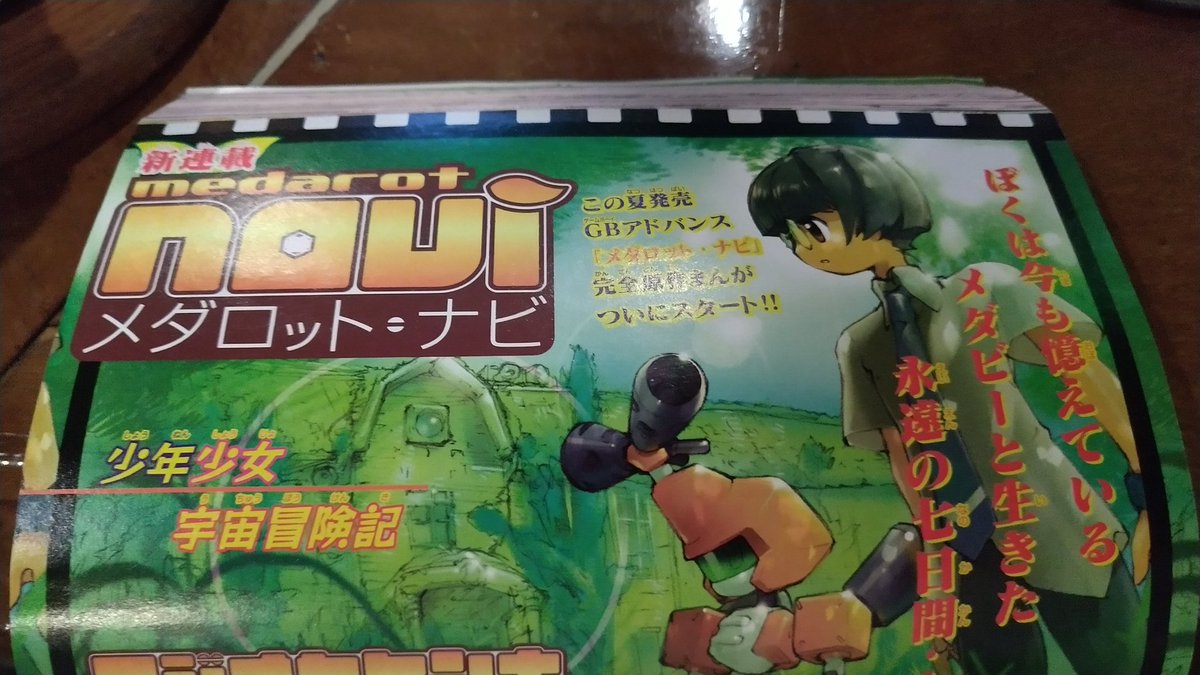 新連載
medarot
navi
メダロット・ナビ
この夏発売
GBアドバンス
『メダロット・ナビ』
完全原作まんが
ついにスタート!!
ぼくは今も憶えている
メダビーと生きた
永遠の七日間
少年少女
宇宙冒険記